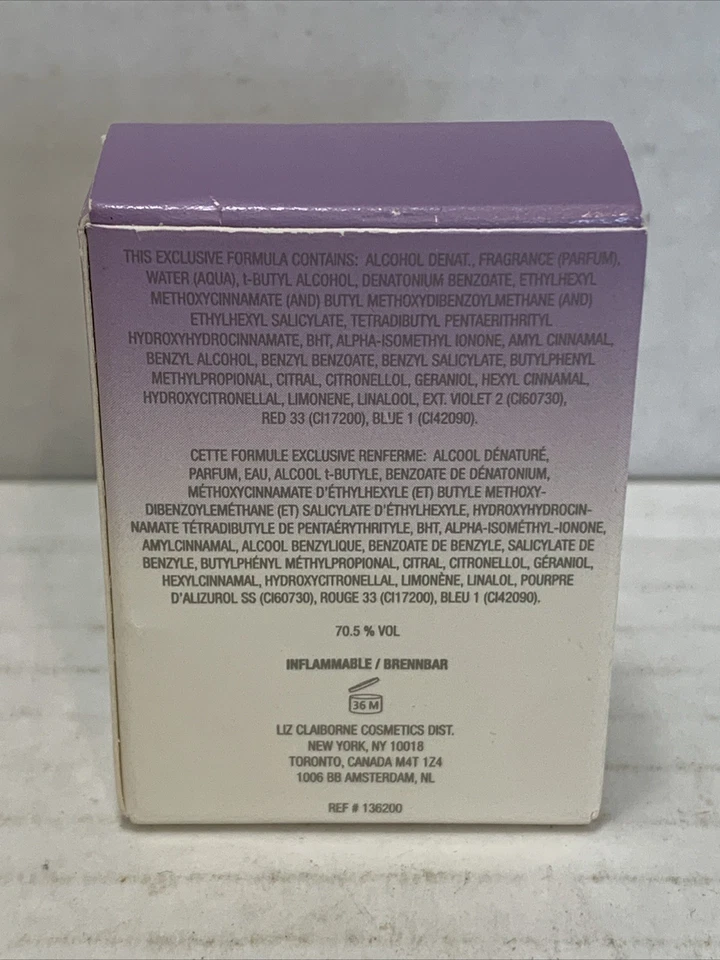 THIS EXCLUSIVE FORMULA CONTAINS: ALCOHOL DENAT., FRAGRANCE (PARFUM),
WATER (AQUA), t-BUTYL ALCOHOL, DENATONIUM BENZOATE, ETHYLHEXYL
METHOXYCINNAMATE (AND) BUTYL METHOXYDIBENZOYLMETHANE (AND)
ETHYLHEXYL SALICYLATE, TETRADIBUTYL PENTAERITHRITYL
HYDROXYHYDROCINNAMATE, BHT, ALPHA-ISOMETHYL IONONE, AMYL CINNAMAL,
BENZYL ALCOHOL, BENZYL BENZOATE, BENZYL SALICYLATE, BUTYLPHENYL
METHYLPROPIONAL, CITRAL, CITRONELLOL, GERANIOL, HEXYL CINNAMAL,
HYDROXYCITRONELLAL, LIMONENE, LINALOOL, EXT. VIOLET 2 (CI60730),
RED 33 (CI17200), BLUE 1 (CI42090).
CETTE FORMULE EXCLUSIVE RENFERME: ALCOOL DÉNATURÉ,
PARFUM, EAU, ALCOOL t-BUTYLE, BENZOATE DE DÉNATONIUM,
MÉTHOXYCINNAMATE D'ÉTHYLHEXYLE (ET) BUTYLE METHOXY-
DIBENZOYLEMÉTHANE (ET) SALICYLATE D'ÉTHYLHEXYLE, HYDROXYHYDROCIN-
NAMATE TÉTRADIBUTYLE DE PENTAÉRYTHRITYLE, BHT, ALPHA-ISOMÉTHYL-IONONE,
AMYLCINNAMAL, ALCOOL BENZYLIQUE, BENZOATE DE BENZYLE, SALICYLATE DE
BENZYLE, BUTYLPHÉNYL MÉTHYLPROPIONAL, CITRAL, CITRONELLOL, GÉRANIOL,
HEXYLCINNAMAL, HYDROXYCITRONELLAL, LIMONÈNE, LINALOL, POURPRE
D'ALIZUROL SS (CI60730), ROUGE 33 (CI17200), BLEU 1 (CI42090).
70.5 % VOL
INFLAMMABLE / BRENNBAR
36 M
LIZ CLAIBORNE COSMETICS DIST.
NEW YORK, NY 10018
TORONTO, CANADA M4T 1Z4
1006 BB AMSTERDAM, NL
REF # 136200